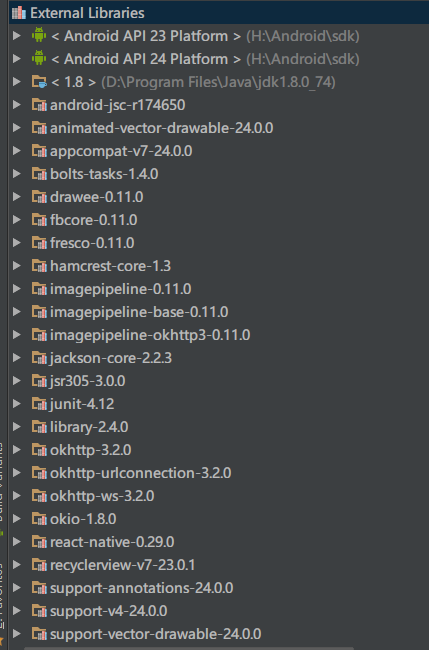 External Libraries
< Android API 23 Platform > (H:\Android\sdk)
< Android API 24 Platform > (H:\Android\sdk)
< 1.8 > (D:\Program Files\Java\jdk1.8.0_74)
android-jsc-r174650
animated-vector-drawable-24.0.0
appcompat-v7-24.0.0
bolts-tasks-1.4.0
drawee-0.11.0
fbcore-0.11.0
fresco-0.11.0
hamcrest-core-1.3
imagepipeline-0.11.0
imagepipeline-base-0.11.0
imagepipeline-okhttp3-0.11.0
jackson-core-2.2.3
jsr305-3.0.0
junit-4.12
library-2.4.0
okhttp-3.2.0
okhttp-urlconnection-3.2.0
okhttp-ws-3.2.0
okio-1.8.0
react-native-0.29.0
recyclerview-v7-23.0.1
support-annotations-24.0.0
support-v4-24.0.0
support-vector-drawable-24.0.0